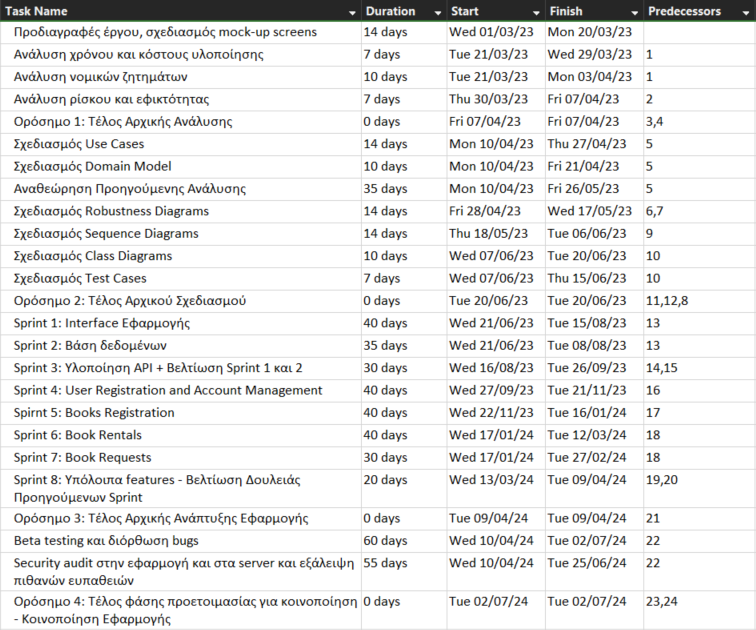 Task Name Duration Start Finish Predecessors
Προδιαγραφές έργου, σχεδιασμός mock-up screens 14 days Wed 01/03/23 Mon 20/03/23
Ανάλυση χρόνου και κόστους υλοποίησης 7 days Tue 21/03/23 Wed 29/03/23 1
Ανάλυση νομικών ζητημάτων 10 days Tue 21/03/23 Mon 03/04/23 1
Ανάλυση ρίσκου και εφικτότητας 7 days Thu 30/03/23 Fri 07/04/23 2
Ορόσημο 1: Τέλος Αρχικής Ανάλυσης 0 days Fri 07/04/23 Fri 07/04/23 3,4
Σχεδιασμός Use Cases 14 days Mon 10/04/23 Thu 27/04/23 5
Σχεδιασμός Domain Model 10 days Mon 10/04/23 Fri 21/04/23 5
Αναθεώρηση Προηγούμενης Ανάλυσης 35 days Mon 10/04/23 Fri 26/05/23 5
Σχεδιασμός Robustness Diagrams 14 days Fri 28/04/23 Wed 17/05/23 6,7
Σχεδιασμός Sequence Diagrams 14 days Thu 18/05/23 Tue 06/06/23 9
Σχεδιασμός Class Diagrams 10 days Wed 07/06/23 Tue 20/06/23 10
Σχεδιασμός Test Cases 7 days Wed 07/06/23 Thu 15/06/23 10
Ορόσημο 2: Τέλος Αρχικού Σχεδιασμού 0 days Tue 20/06/23 Tue 20/06/23 11,12,8
Sprint 1: Interface Εφαρμογής 40 days Wed 21/06/23 Tue 15/08/23 13
Sprint 2: Βάση δεδομένων 35 days Wed 21/06/23 Tue 08/08/23 13
Sprint 3: Υλοποίηση API + Βελτίωση Sprint 1 και 2 30 days Wed 16/08/23 Tue 26/09/23 14,15
Sprint 4: User Registration and Account Management 40 days Wed 27/09/23 Tue 21/11/23 16
Spirnt 5: Books Registration 40 days Wed 22/11/23 Tue 16/01/24 17
Sprint 6: Book Rentals 40 days Wed 17/01/24 Tue 12/03/24 18
Sprint 7: Book Requests 30 days Wed 17/01/24 Tue 27/02/24 18
Sprint 8: Υπόλοιπα features - Βελτίωση Δουλειάς 20 days Wed 13/03/24 Tue 09/04/24 19,20
Προηγούμενων Sprint
Ορόσημο 3: Τέλος Αρχικής Ανάπτυξης Εφαρμογής 0 days Tue 09/04/24 Tue 09/04/24 21
Beta testing και διόρθωση bugs 60 days Wed 10/04/24 Tue 02/07/24 22
Security audit στην εφαρμογή και στα server και εξάλειψη 55 days Wed 10/04/24 Tue 25/06/24 22
πιθανών ευπαθειών
Ορόσημο 4: Τέλος φάσης προετοιμασίας για κοινοποίηση 0 days Tue 02/07/24 Tue 02/07/24 23,24
- Κοινοποίηση Εφαρμογής